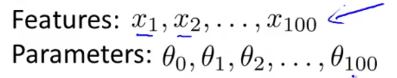 Features: x₁, x₂, . . . , x₁₀₀
Parameters: θ₀, θ₁, θ₂, . . . , θ₁₀₀